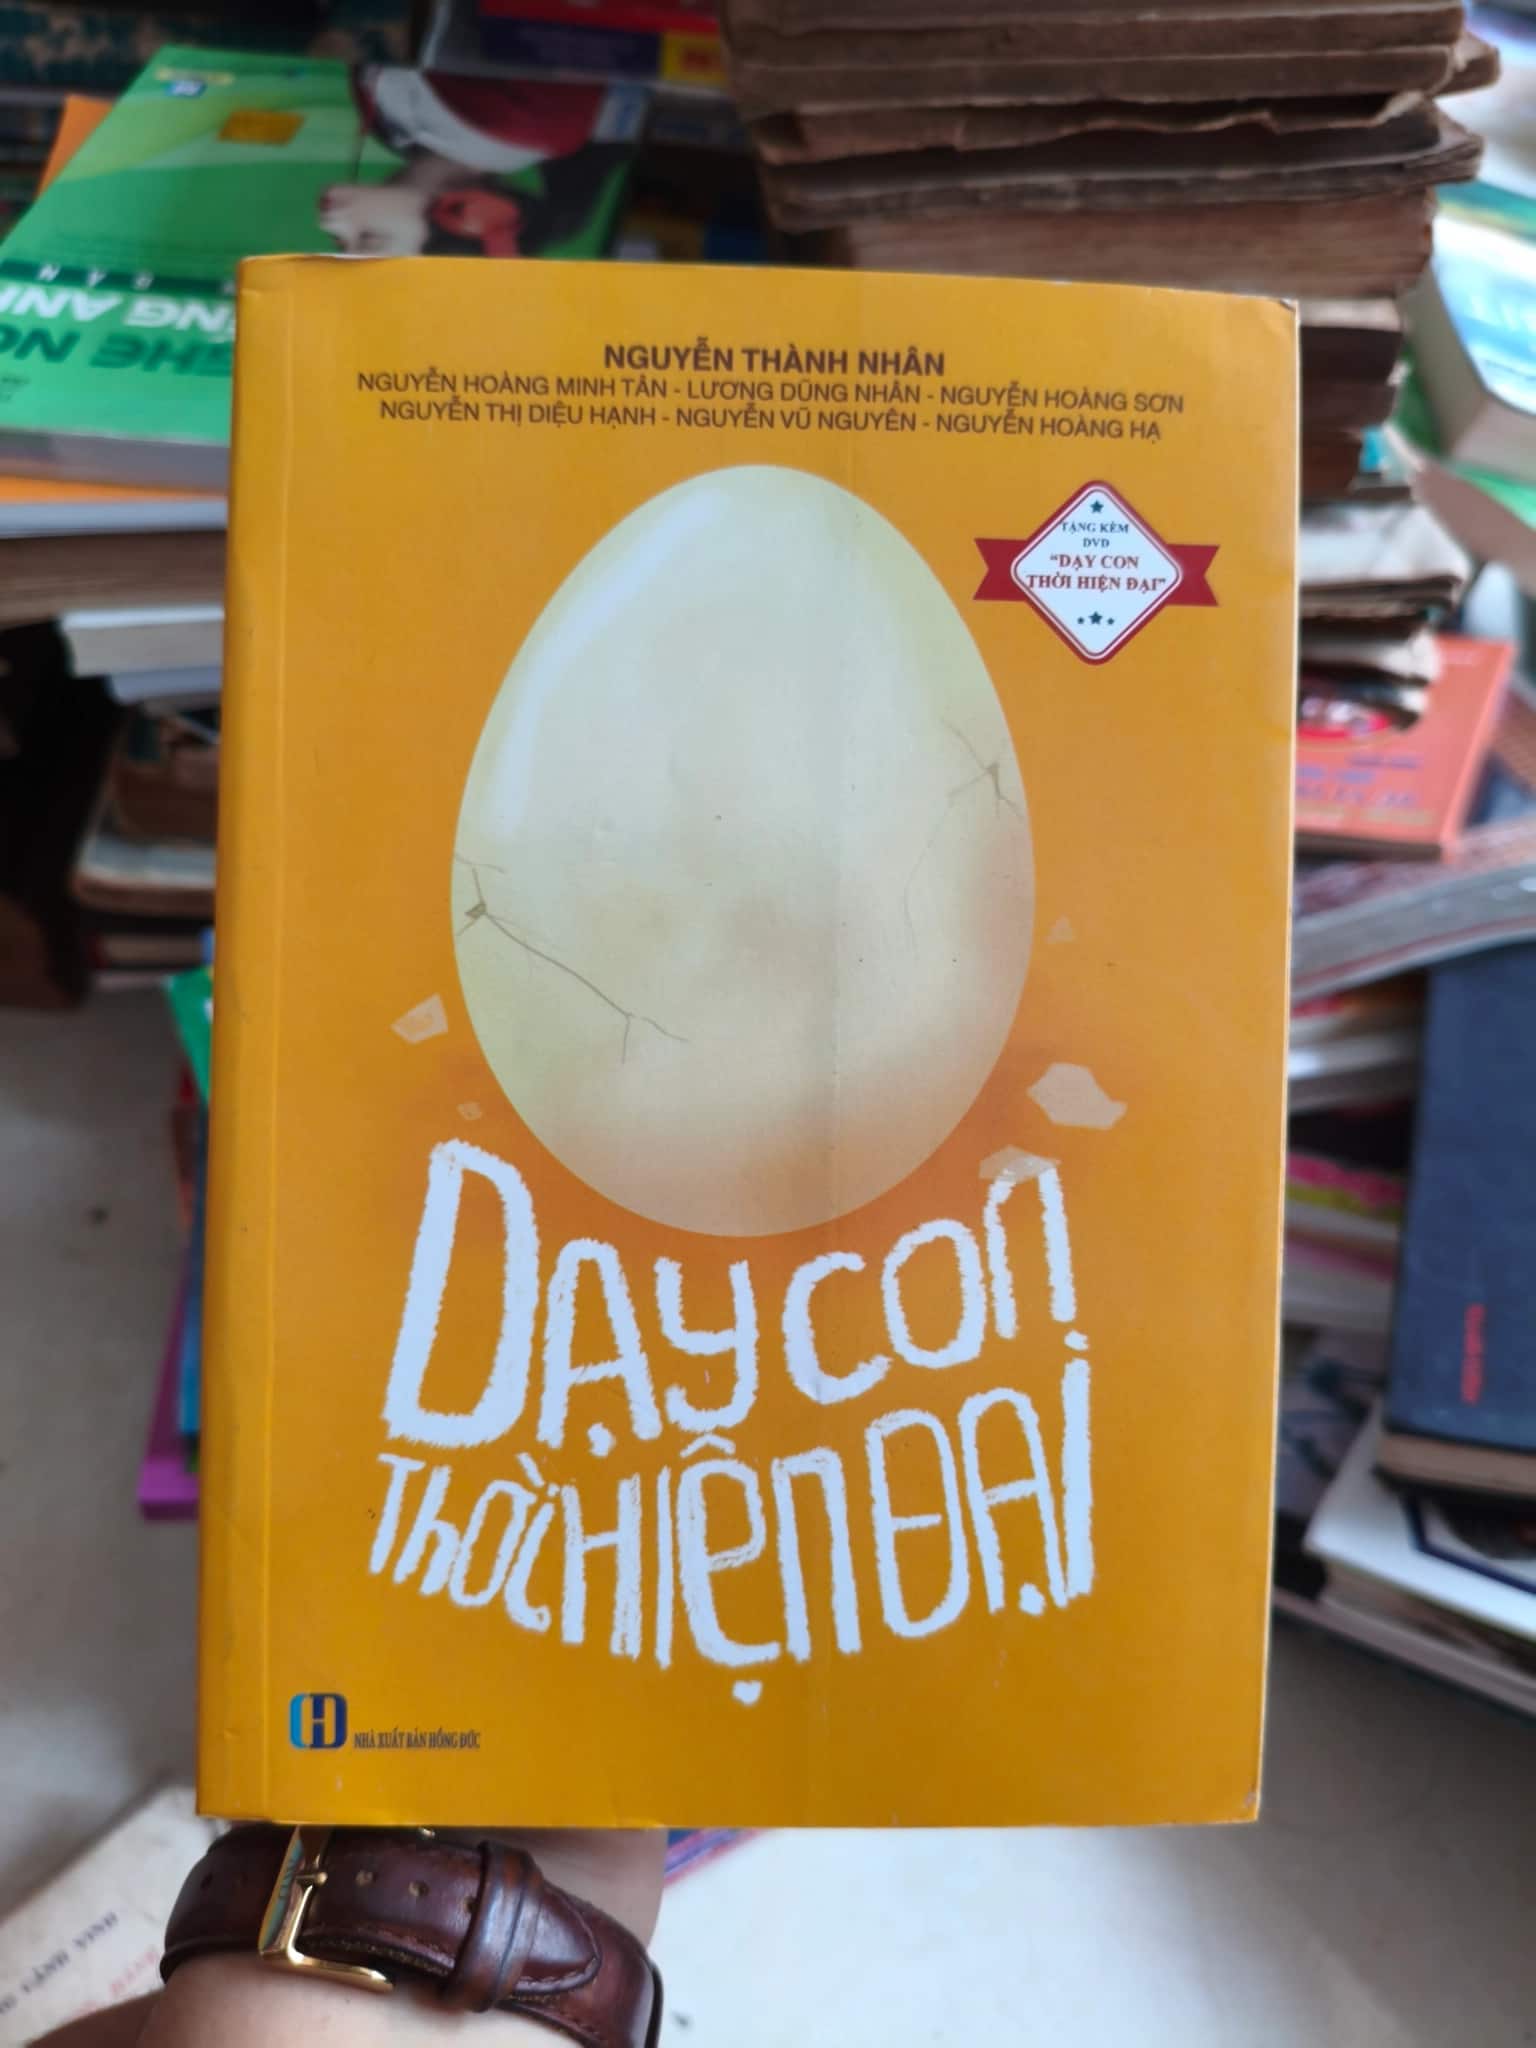 NGUYỄN THÀNH NHÂN
NGUYỄN HOÀNG MINH TÂN - LƯƠNG DŨNG NHÂN - NGUYỄN HOÀNG SƠN
NGUYỄN THỊ DIỆU HẠNH - NGUYỄN VŨ NGUYÊN - NGUYỄN HOÀNG HẠ
TẶNG KÈM
DVD
“DẠY CON
THỜI HIỆN ĐẠI”
DẠY CON
THỜI HIỆN ĐẠI
NHÀ XUẤT BẢN HỒNG ĐỨC